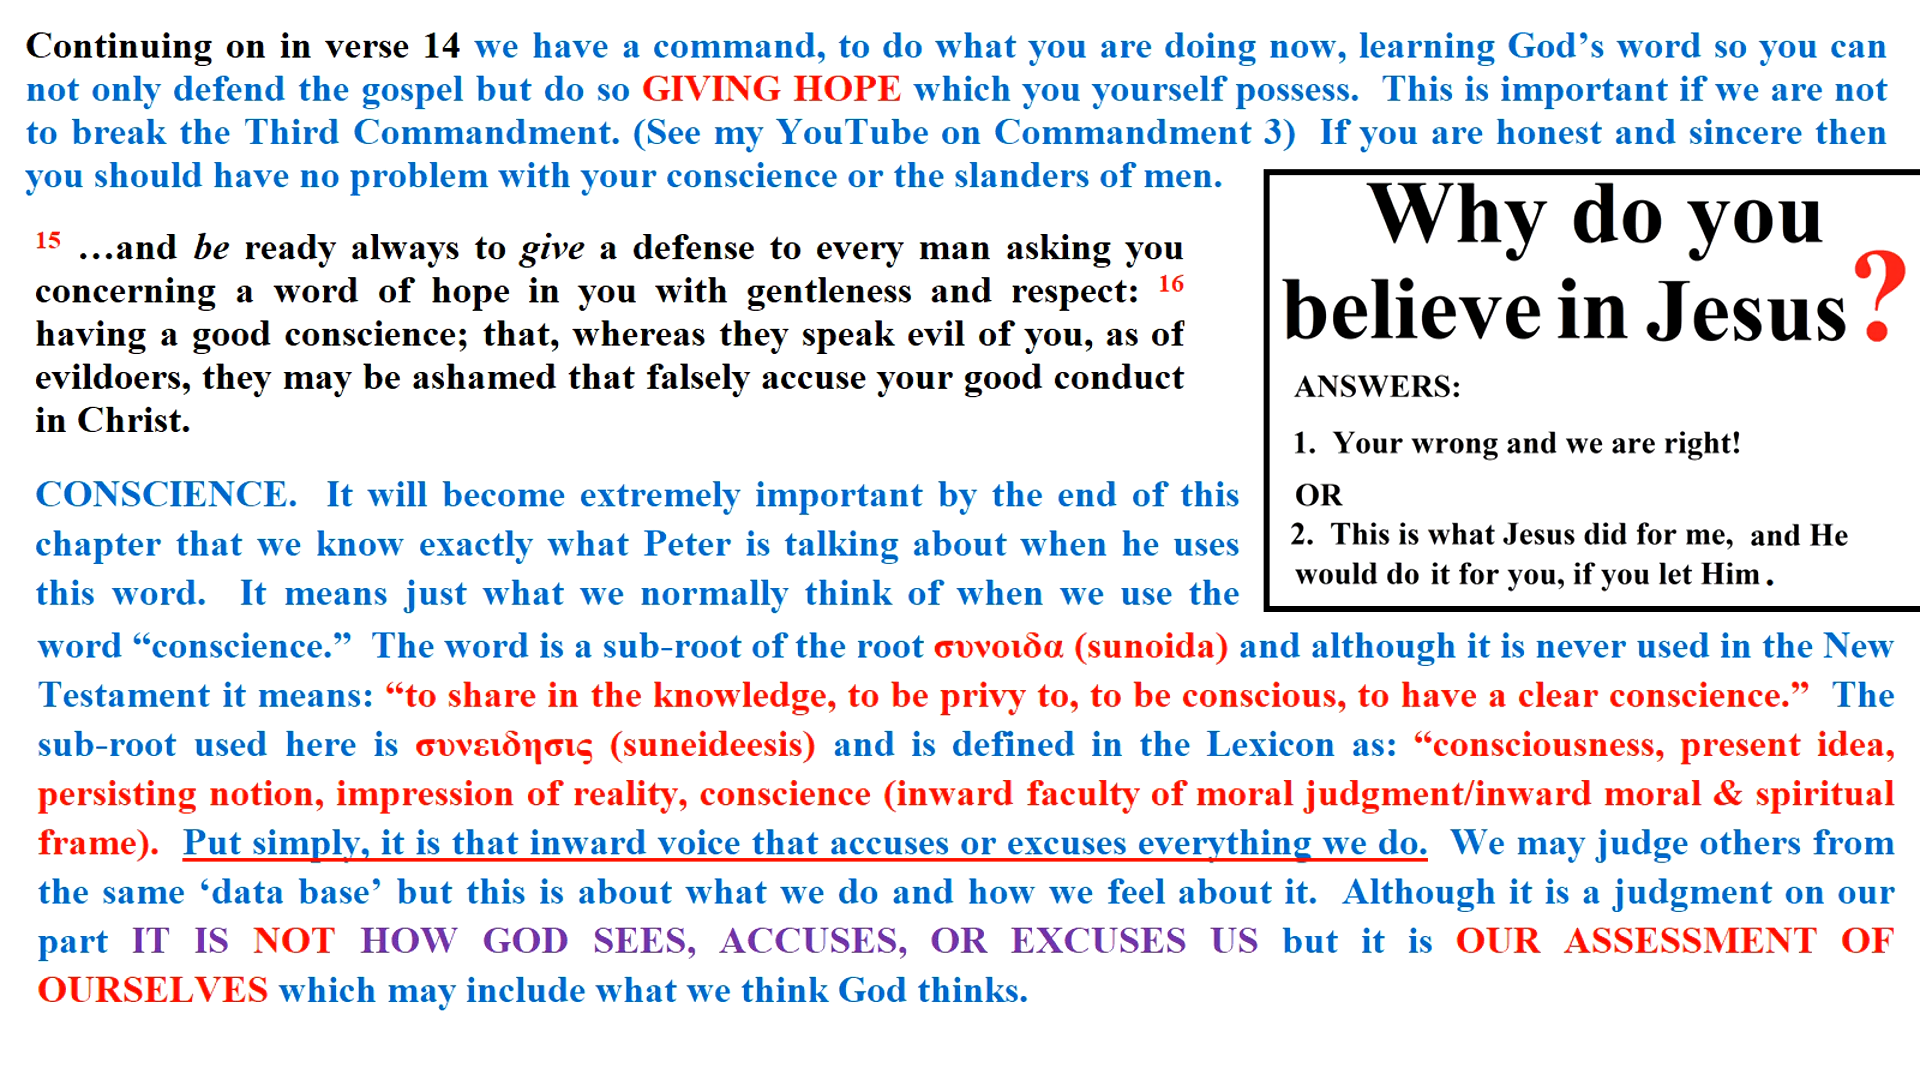 Continuing on in verse 14 we have a command, to do what you are doing now, learning God’s word so you can
not only defend the gospel but do so GIVING HOPE which you yourself possess. This is important if we are not
to break the Third Commandment. (See my YouTube on Commandment 3) If you are honest and sincere then
you should have no problem with your conscience or the slanders of men.
15 …and be ready always to give a defense to every man asking you
concerning a word of hope in you with gentleness and respect: 16
having a good conscience; that, whereas they speak evil of you, as of
evildoers, they may be ashamed that falsely accuse your good conduct
in Christ.
Why do you
believe in Jesus?
ANSWERS:
1. Your wrong and we are right!
OR
2. This is what Jesus did for me, and He
would do it for you, if you let Him.
CONSCIENCE. It will become extremely important by the end of this
chapter that we know exactly what Peter is talking about when he uses
this word. It means just what we normally think of when we use the
word “conscience.” The word is a sub-root of the root συνοιδα (sunoida) and although it is never used in the New
Testament it means: “to share in the knowledge, to be privy to, to be conscious, to have a clear conscience.” The
sub-root used here is συνειδησις (suneideesis) and is defined in the Lexicon as: “consciousness, present idea,
persisting notion, impression of reality, conscience (inward faculty of moral judgment/inward moral & spiritual
frame). Put simply, it is that inward voice that accuses or excuses everything we do. We may judge others from
the same ‘data base’ but this is about what we do and how we feel about it. Although it is a judgment on our
part IT IS NOT HOW GOD SEES, ACCUSES, OR EXCUSES US but it is OUR ASSESSMENT OF
OURSELVES which may include what we think God thinks.